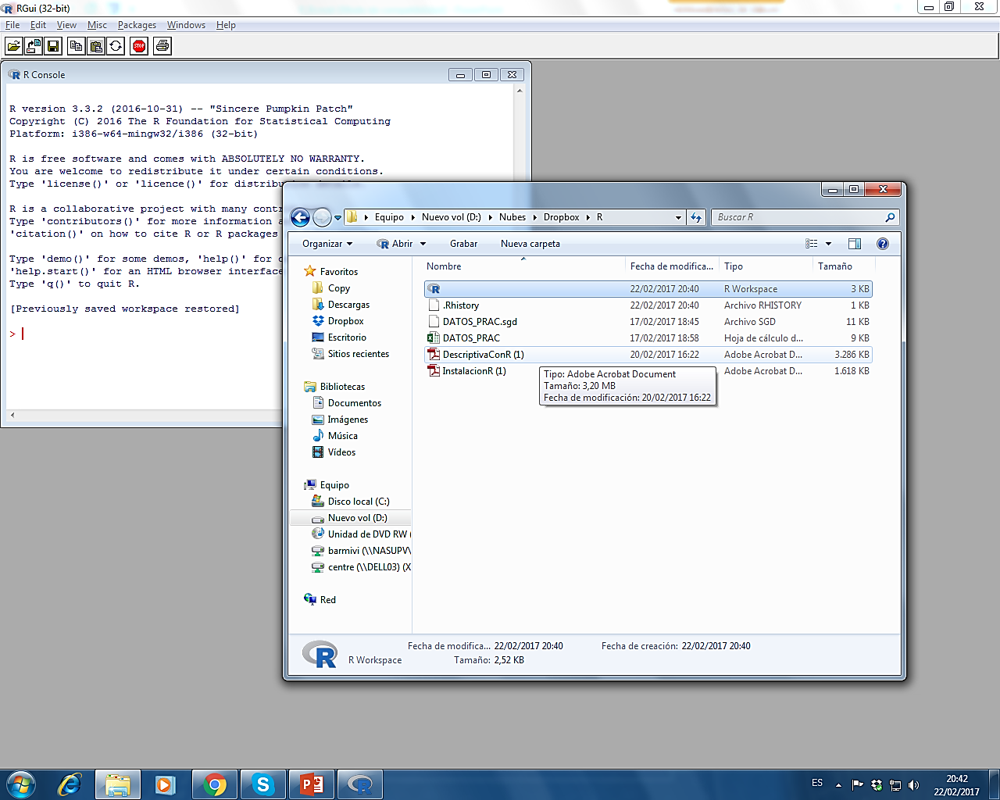 RGui (32-bit)
File Edit View Misc Packages Windows Help
STOP
R Console
R version 3.3.2 (2016-10-31) -- "Sincere Pumpkin Patch"
Copyright (C) 2016 The R Foundation for Statistical Computing
Platform: i386-w64-mingw32/i386 (32-bit)
R is free software and comes with ABSOLUTELY NO WARRANTY.
You are welcome to redistribute it under certain conditions.
Type 'license()' or 'licence()' for distribu
R is a collaborative project with many contr
Type 'contributors()' for more information a
'citation()' on how to cite R or R packages
Type 'demo()' for some demos, 'help()' for o
'help.start()' for an HTML browser interface
Type 'q()' to quit R.
[Previously saved workspace restored]
>
Equipo Nuevo vol (D:) Nubes Dropbox R
Buscar R
Organizar Abrir Grabar Nueva carpeta
Nombre Fecha de modifica... Tipo Tamaño
22/02/2017 20:40 R Workspace 3 KB
.Rhistory 22/02/2017 20:40 Archivo RHISTORY 1 KB
DATOS_PRAC.sgd 17/02/2017 18:45 Archivo SGD 11 KB
DATOS_PRAC 17/02/2017 18:58 Hoja de cálculo d... 9 KB
DescriptivaConR (1) 20/02/2017 16:22 Adobe Acrobat D... 3.286 KB
InstalacionR (1) Adobe Acrobat D... 1.618 KB
Tipo: Adobe Acrobat Document
Tamaño: 3,20 MB
Fecha de modificación: 20/02/2017 16:22
Favoritos
Copy
Descargas
Dropbox
Escritorio
Sitios recientes
Bibliotecas
Documentos
Imágenes
Música
Vídeos
Equipo
Disco local (C:)
Nuevo vol (D:)
Unidad de DVD RW (
barmivi (\\NASUPV\
centre (\\DELL03) (X
Red
Fecha de modifica... 22/02/2017 20:40 Fecha de creación: 22/02/2017 20:40
R Workspace Tamaño: 2,52 KB
ES
20:42
22/02/2017